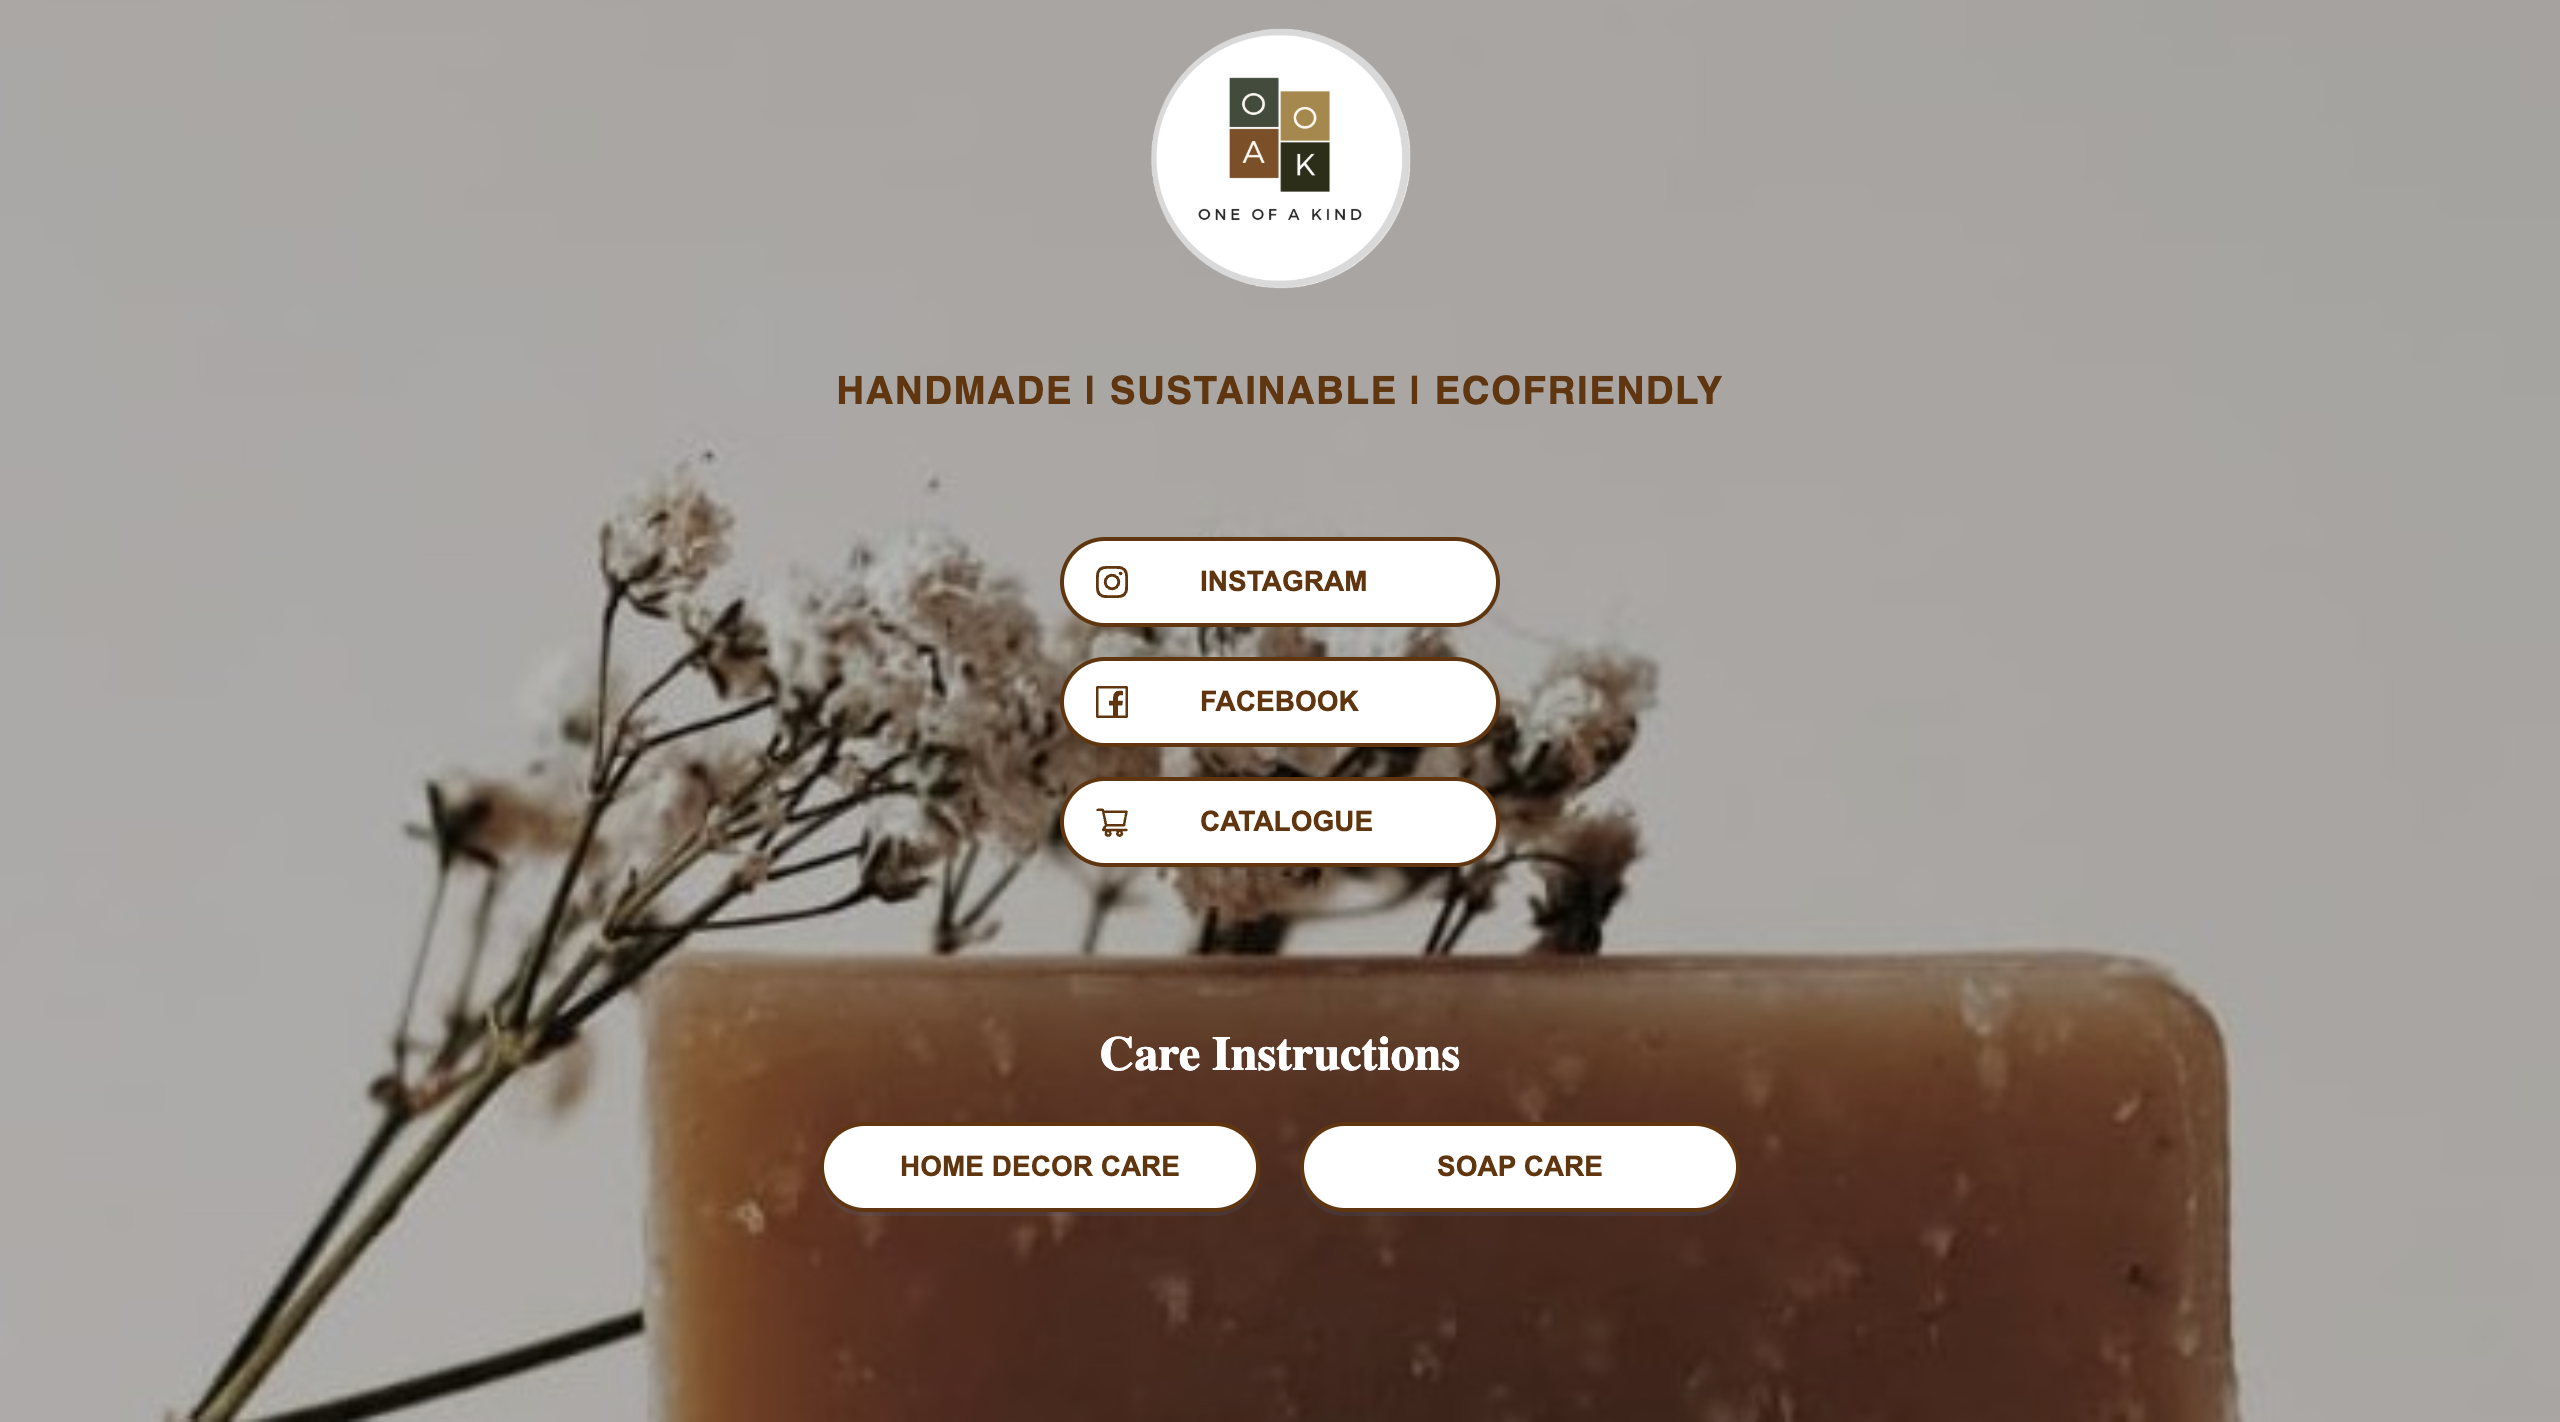 O O
A K
ONE OF A KIND
HANDMADE | SUSTAINABLE | ECOFRIENDLY
INSTAGRAM
FACEBOOK
CATALOGUE
Care Instructions
HOME DECOR CARE
SOAP CARE